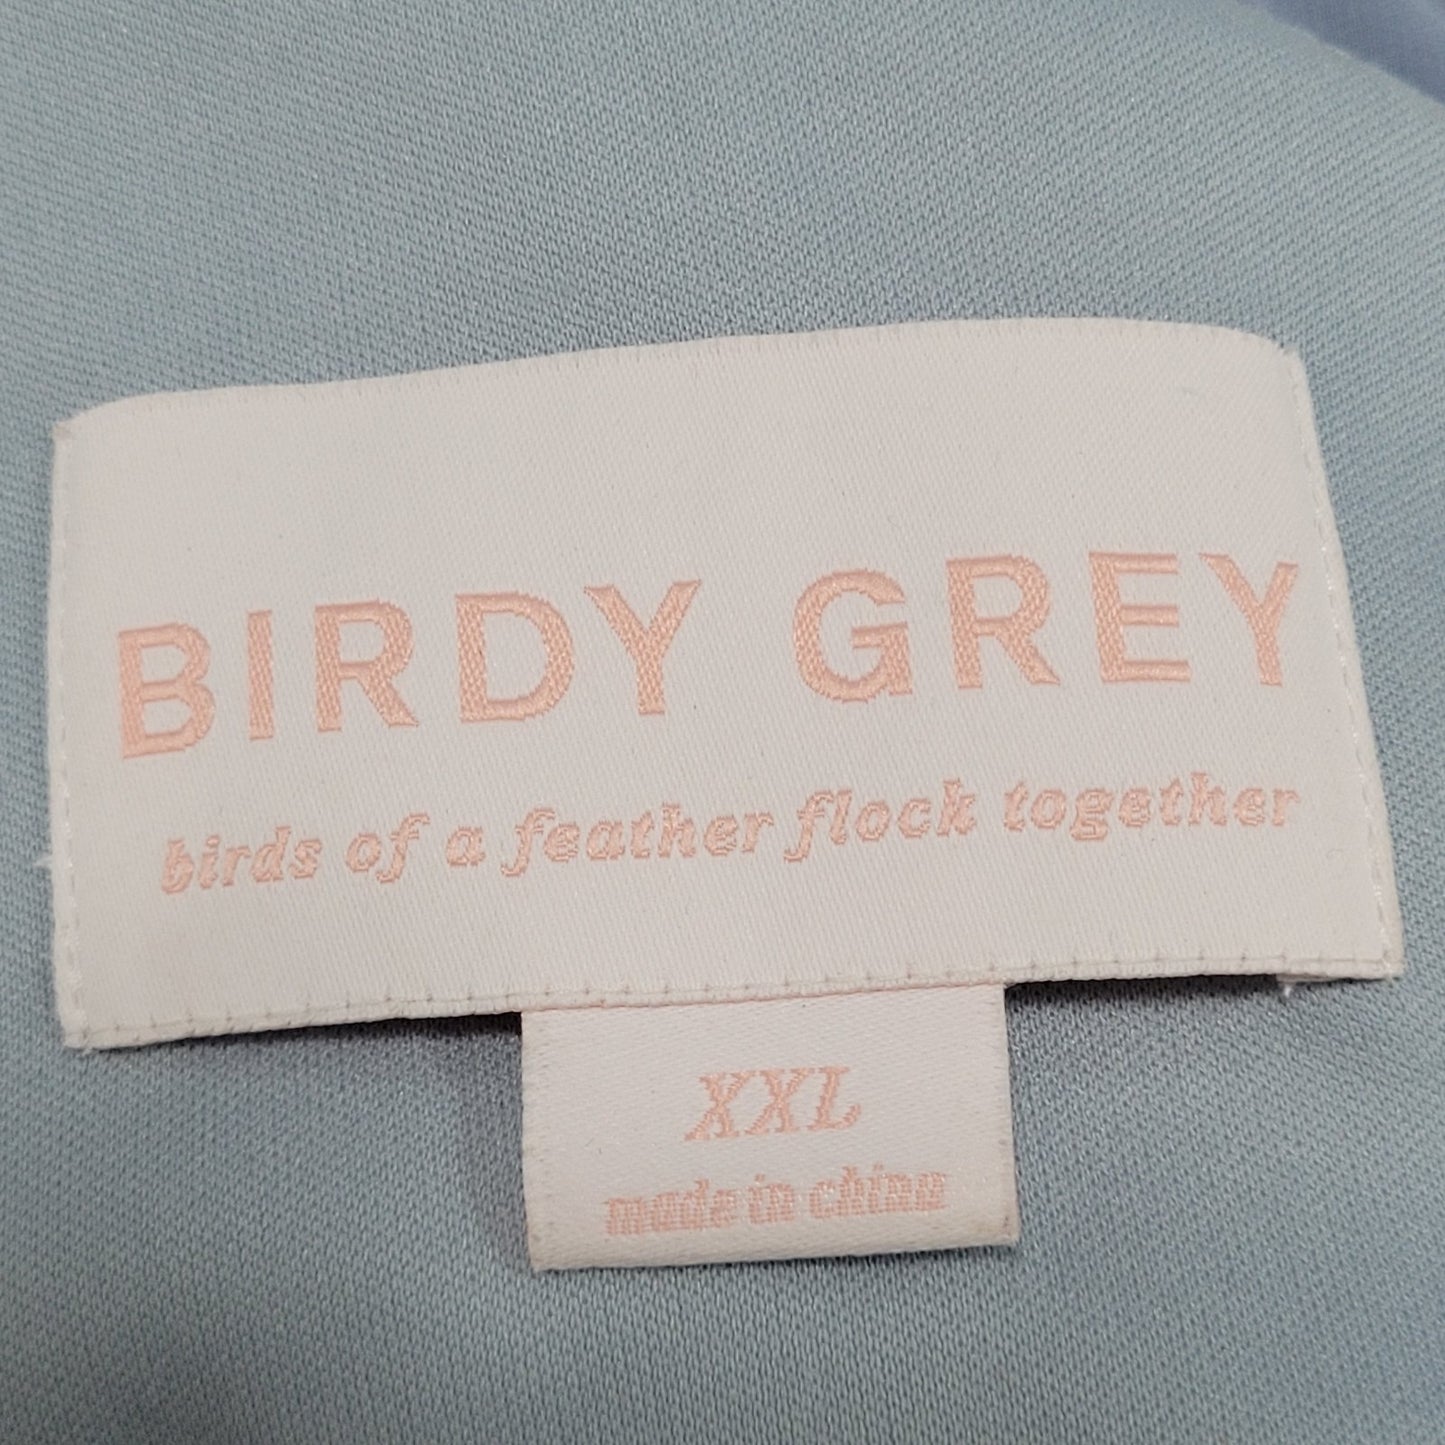 BIRDY GREY
birds of a feather flock together
XXL
made in china